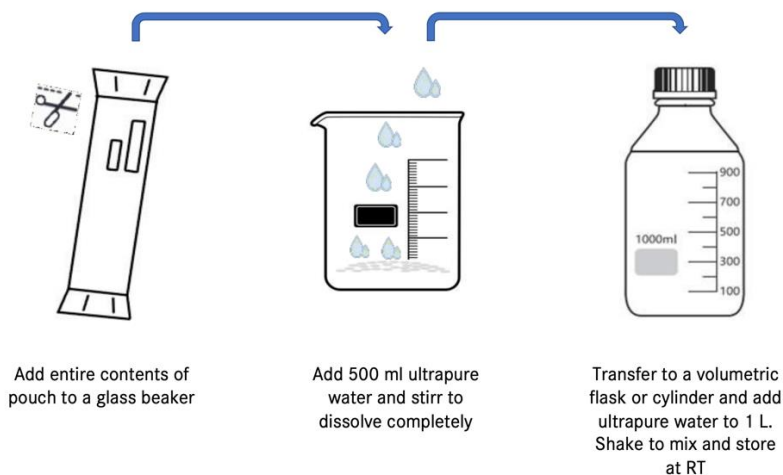 900
700
500
1000ml
300
100
Add entire contents of
pouch to a glass beaker
Add 500 ml ultrapure
water and stirr to
dissolve completely
Transfer to a volumetric
flask or cylinder and add
ultrapure water to 1 L.
Shake to mix and store
at RT